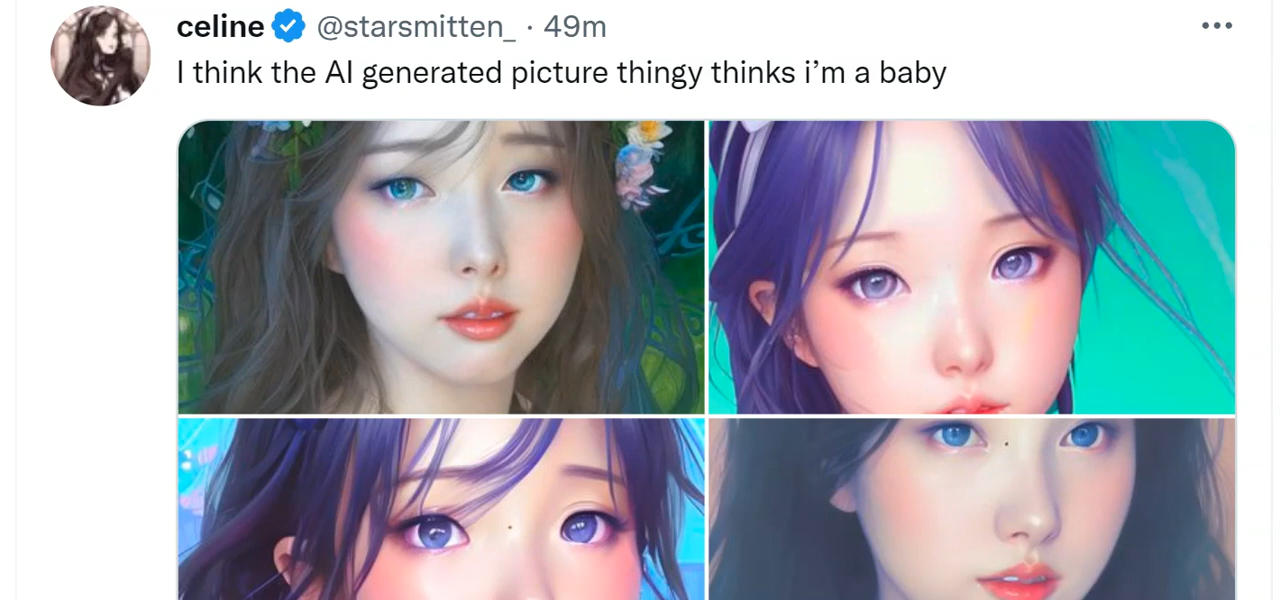 celine @starsmitten_ · 49m
I think the AI generated picture thingy thinks i’m a baby